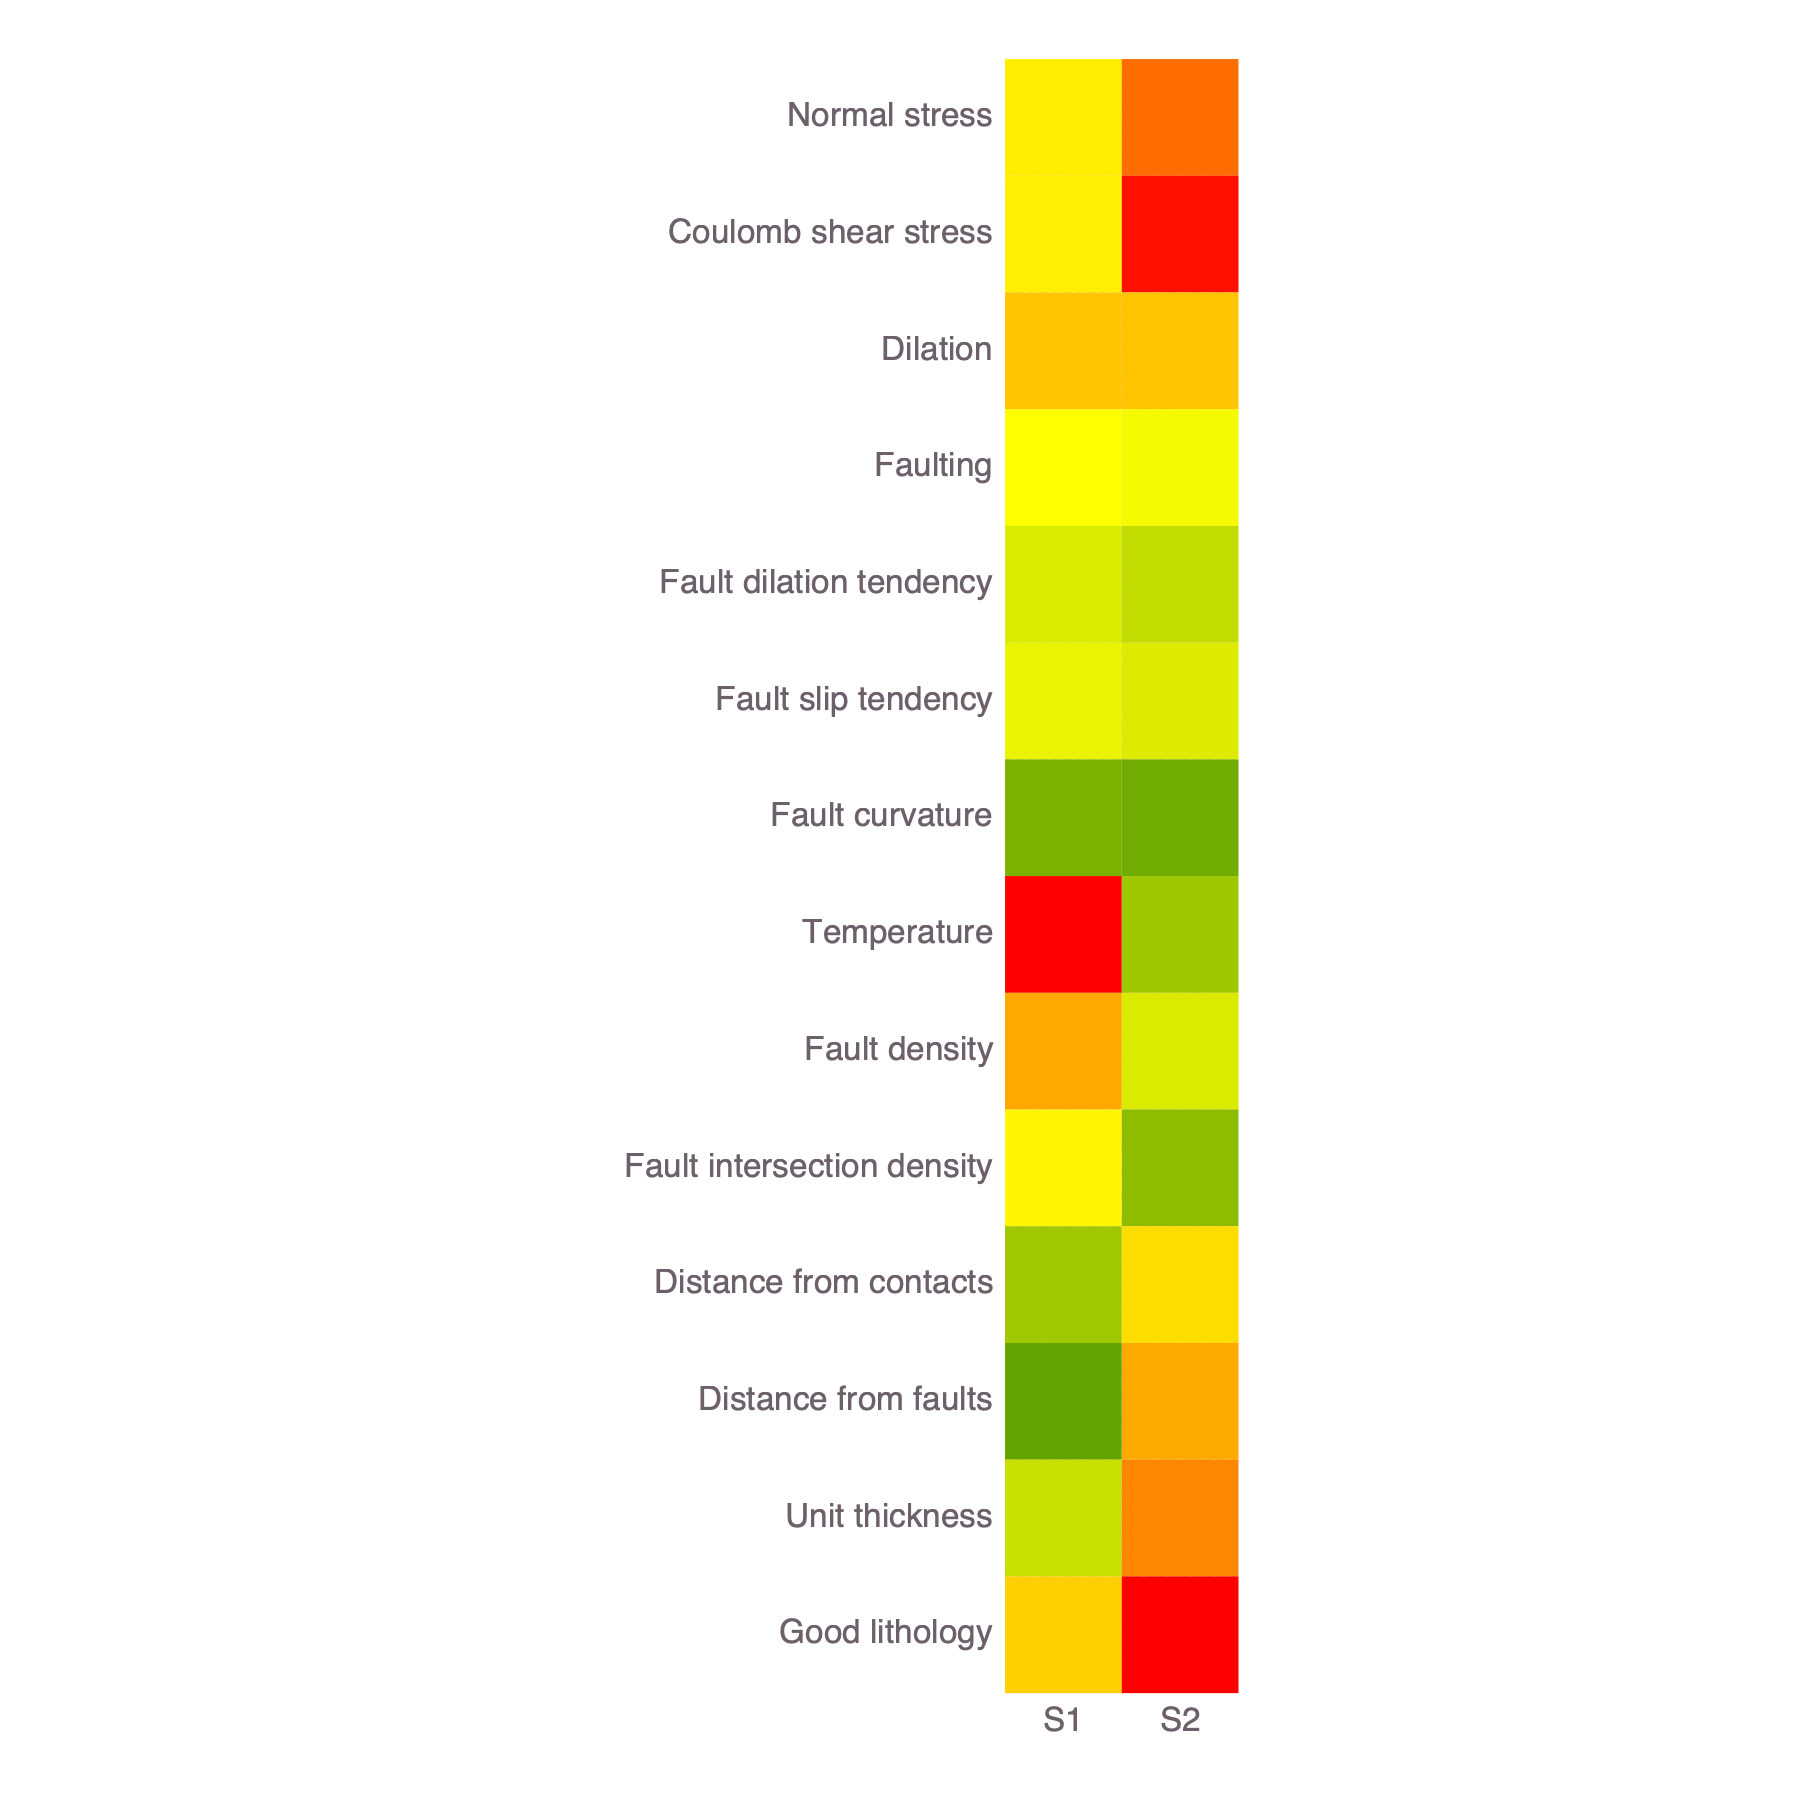 Normal stress
Coulomb shear stress
Dilation
Faulting
Fault dilation tendency
Fault slip tendency
Fault curvature
Temperature
Fault density
Fault intersection density
Distance from contacts
Distance from faults
Unit thickness
Good lithology
S1 S2